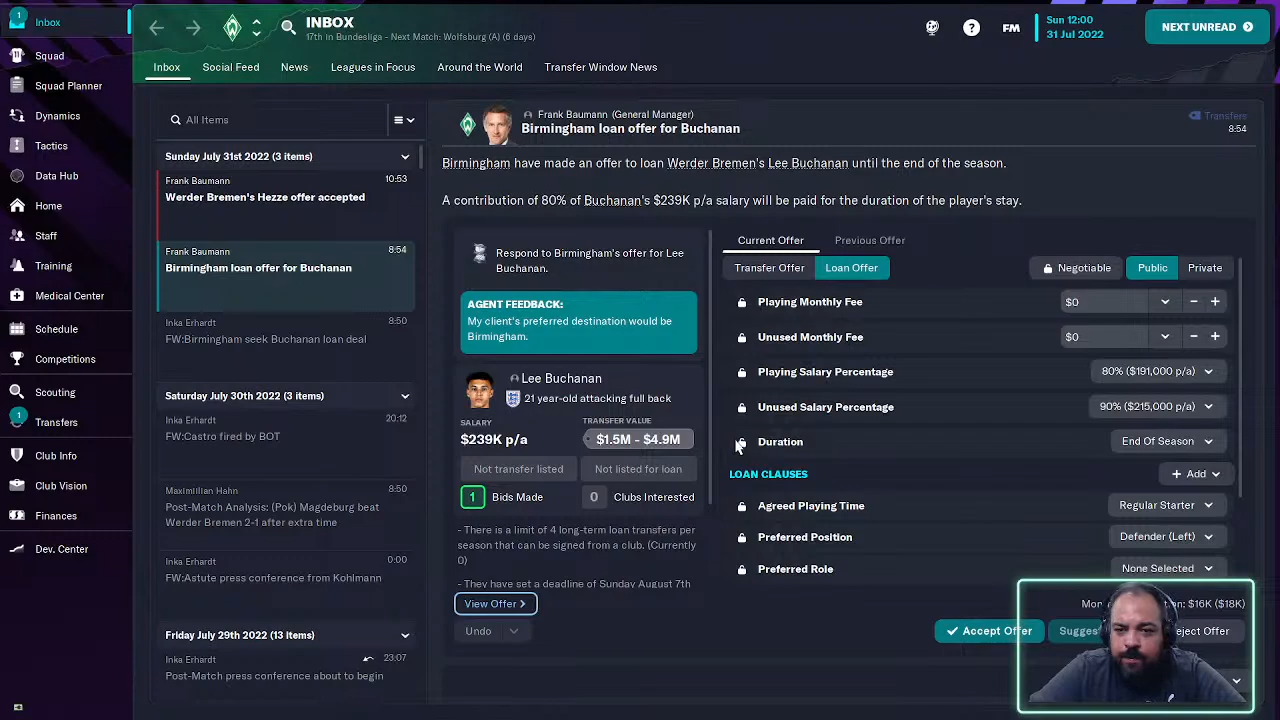 1
Inbox
Squad
Squad Planner
Dynamics
Tactics
Data Hub
Home
Staff
Training
Medical Center
Schedule
Competitions
Scouting
1
Transfers
Club Info
Club Vision
Finances
Dev. Center
INBOX
17th in Bundesliga - Next Match: Wolfsburg (A) (6 days)
?
FM
Sun 12:00
31 Jul 2022
NEXT UNREAD
Inbox
Social Feed
News
Leagues in Focus
Around the World
Transfer Window News
All Items
Sunday July 31st 2022 (3 items)
Frank Baumann 10:53
Werder Bremen's Hezze offer accepted
Frank Baumann 8:54
Birmingham loan offer for Buchanan
Inka Erhardt 8:50
FW:Birmingham seek Buchanan loan deal
Saturday July 30th 2022 (3 items)
Inka Erhardt 20:12
FW:Castro fired by BOT
Maximilian Hahn 8:50
Post-Match Analysis: (Pok) Magdeburg beat
Werder Bremen 2-1 after extra time
Inka Erhardt 0:00
FW:Astute press conference from Kohlmann
Friday July 29th 2022 (13 items)
Inka Erhardt 23:07
Post-Match press conference about to begin
Frank Baumann (General Manager)
Birmingham loan offer for Buchanan
Transfers
8:54
Birmingham have made an offer to loan Werder Bremen's Lee Buchanan until the end of the season.
A contribution of 80% of Buchanan's $239K p/a salary will be paid for the duration of the player's stay.
Respond to Birmingham's offer for Lee
Buchanan.
AGENT FEEDBACK:
My client's preferred destination would be
Birmingham.
Lee Buchanan
21 year-old attacking full back
SALARY
$239K p/a
TRANSFER VALUE
$1.5M - $4.9M
Not transfer listed
Not listed for loan
1 Bids Made
0 Clubs Interested
- There is a limit of 4 long-term loan transfers per
season that can be signed from a club. (Currently
0)
- They have set a deadline of Sunday August 7th
View Offer
Undo
Current Offer
Previous Offer
Transfer Offer
Loan Offer
Negotiable
Public
Private
Playing Monthly Fee $0
Unused Monthly Fee $0
Playing Salary Percentage 80% ($191,000 p/a)
Unused Salary Percentage 90% ($215,000 p/a)
Duration End Of Season
LOAN CLAUSES + Add
Agreed Playing Time Regular Starter
Preferred Position Defender (Left)
Preferred Role None Selected
$16K ($18K)
Accept Offer
Offer